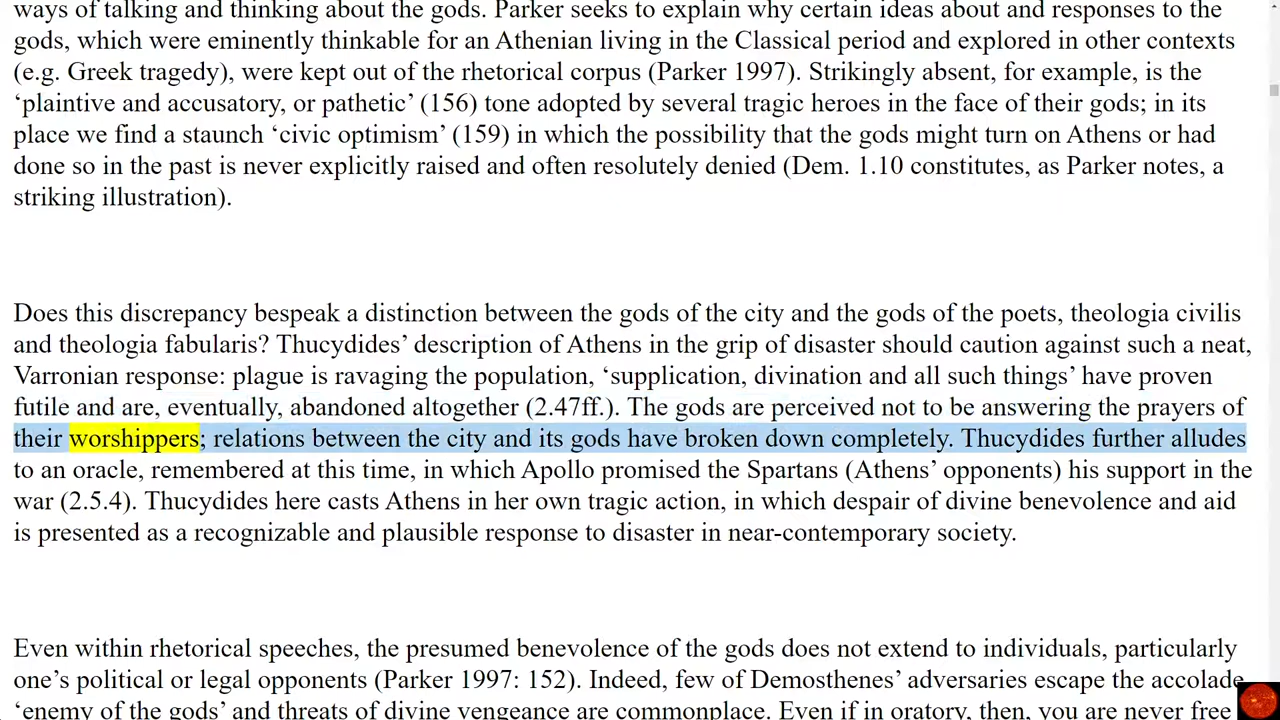 ways of talking and thinking about the gods. Parker seeks to explain why certain ideas about and responses to the
gods, which were eminently thinkable for an Athenian living in the Classical period and explored in other contexts
(e.g. Greek tragedy), were kept out of the rhetorical corpus (Parker 1997). Strikingly absent, for example, is the
‘plaintive and accusatory, or pathetic’ (156) tone adopted by several tragic heroes in the face of their gods; in its
place we find a staunch ‘civic optimism’ (159) in which the possibility that the gods might turn on Athens or had
done so in the past is never explicitly raised and often resolutely denied (Dem. 1.10 constitutes, as Parker notes, a
striking illustration).
Does this discrepancy bespeak a distinction between the gods of the city and the gods of the poets, theologia civilis
and theologia fabularis? Thucydides’ description of Athens in the grip of disaster should caution against such a neat,
Varronian response: plague is ravaging the population, ‘supplication, divination and all such things’ have proven
futile and are, eventually, abandoned altogether (2.47ff.). The gods are perceived not to be answering the prayers of
their worshippers; relations between the city and its gods have broken down completely. Thucydides further alludes
to an oracle, remembered at this time, in which Apollo promised the Spartans (Athens’ opponents) his support in the
war (2.5.4). Thucydides here casts Athens in her own tragic action, in which despair of divine benevolence and aid
is presented as a recognizable and plausible response to disaster in near-contemporary society.
Even within rhetorical speeches, the presumed benevolence of the gods does not extend to individuals, particularly
one’s political or legal opponents (Parker 1997: 152). Indeed, few of Demosthenes’ adversaries escape the accolade
‘enemy of the gods’ and threats of divine vengeance are commonplace. Even if in oratory, then, you are never free